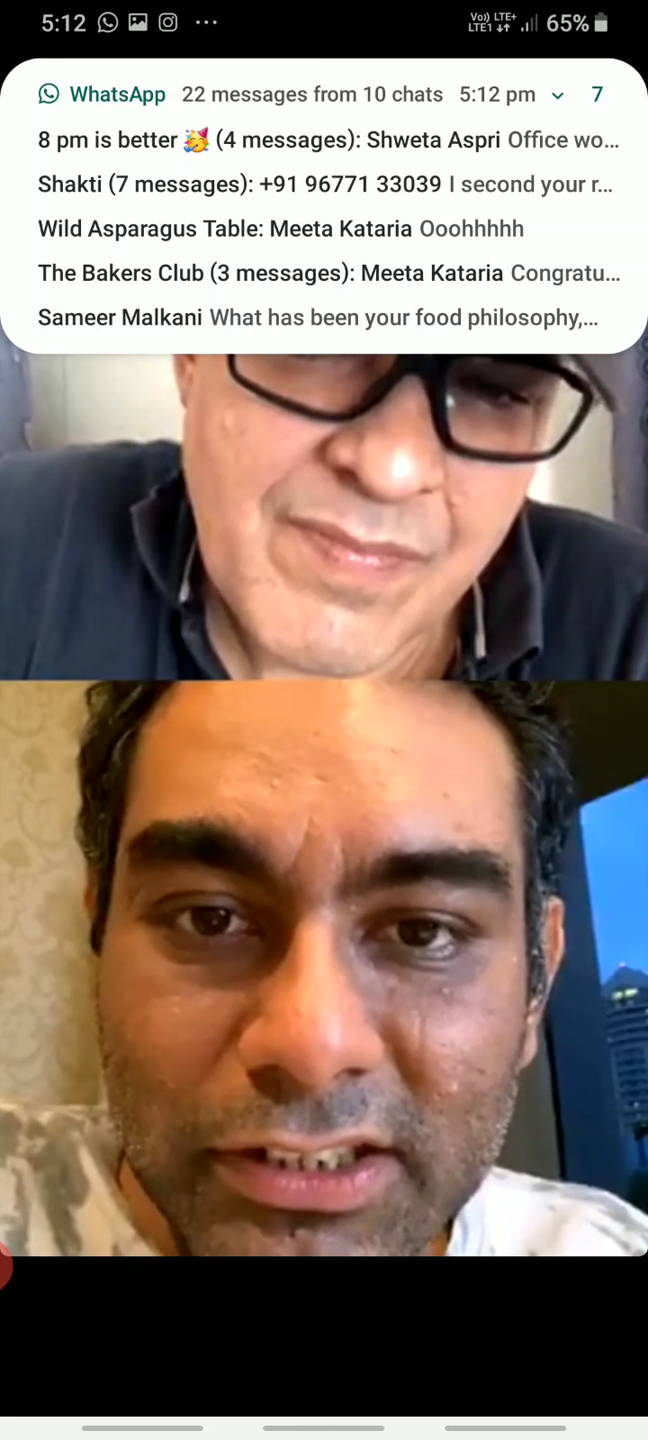 5:12 ... Vo)) LTE+ LTE1 65%
WhatsApp 22 messages from 10 chats 5:12 pm 7
8 pm is better 🥳 (4 messages): Shweta Aspri Office wo...
Shakti (7 messages): +91 96771 33039 I second your r...
Wild Asparagus Table: Meeta Kataria Ooohhhhh
The Bakers Club (3 messages): Meeta Kataria Congratu...
Sameer Malkani What has been your food philosophy,...